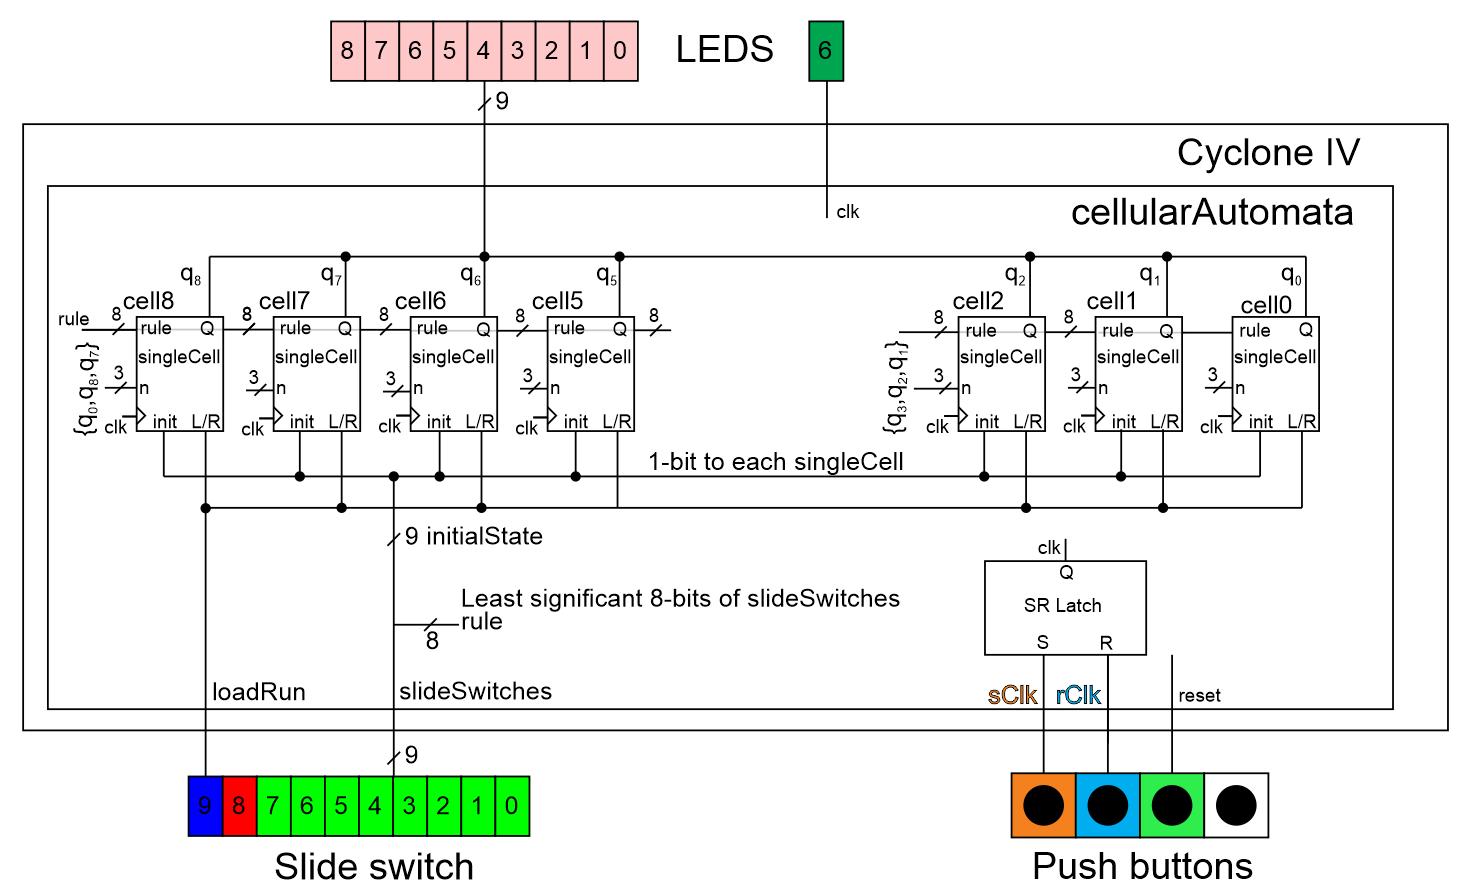 8 7 6 5 4 3 2 1 0 LEDS 6
9
Cyclone IV
cellularAutomata
clk
q8 q7 q6 q5 q2 q1 q0
cell8 cell7 cell6 cell5 cell2 cell1 cell0
rule 8 rule Q 8 rule Q 8 rule Q 8 rule Q 8 8 rule Q 8 rule Q rule Q
singleCell singleCell singleCell singleCell singleCell singleCell singleCell
{q0,q8,q7} 3 n 3 n 3 n 3 n {q3,q2,q1} 3 n 3 n 3 n
clk init L/R clk init L/R clk init L/R clk init L/R clk init L/R clk init L/R clk init L/R
1-bit to each singleCell
9 initialState
clk
Q
SR Latch
S R
Least significant 8-bits of slideSwitches
rule
8
loadRun slideSwitches sClk rClk reset
9
9 8 7 6 5 4 3 2 1 0
Slide switch Push buttons